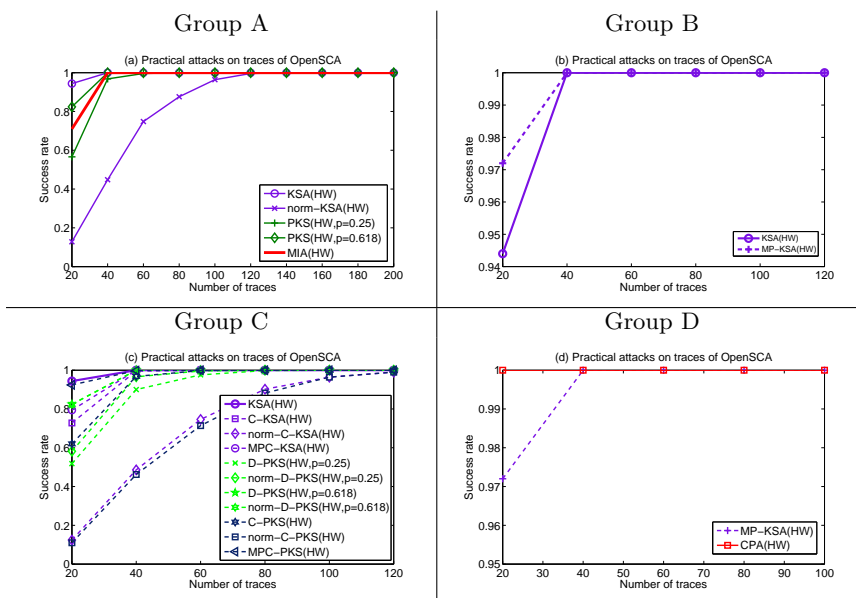 Group A
(a) Practical attacks on traces of OpenSCA
1
0.8
0.6
0.4
0.2
0
Success rate
20 40 60 80 100 120 140 160 180 200
Number of traces
KSA(HW)
norm-KSA(HW)
PKS(HW,p=0.25)
PKS(HW,p=0.618)
MIA(HW)
Group B
(b) Practical attacks on traces of OpenSCA
1
0.99
0.98
0.97
0.96
0.95
0.94
Success rate
20 40 60 80 100 120
Number of traces
KSA(HW)
MP-KSA(HW)
Group C
(c) Practical attacks on traces of OpenSCA
1
0.8
0.6
0.4
0.2
0
Success rate
20 40 60 80 100 120
Number of traces
KSA(HW)
C-KSA(HW)
norm-C-KSA(HW)
MPC-KSA(HW)
D-PKS(HW,p=0.25)
norm-D-PKS(HW,p=0.25)
D-PKS(HW,p=0.618)
norm-D-PKS(HW,p=0.618)
C-PKS(HW)
norm-C-PKS(HW)
MPC-PKS(HW)
Group D
(d) Practical attacks on traces of OpenSCA
1
0.99
0.98
0.97
0.96
0.95
Success rate
20 30 40 50 60 70 80 90 100
Number of traces
MP-KSA(HW)
CPA(HW)